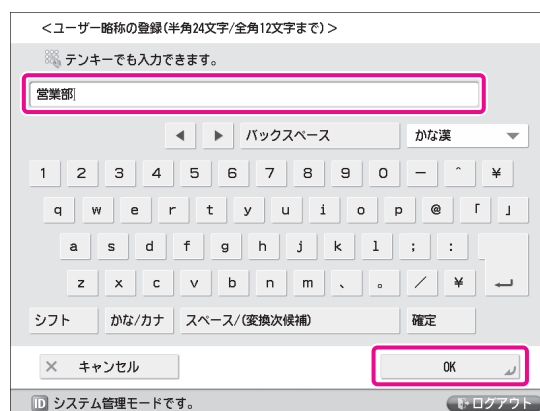 <ユーザー略称の登録(半角24文字/全角12文字まで)>
テンキーでも入力できます。
営業部
◀ ▶ バックスペース かな漢 ▼
1 2 3 4 5 6 7 8 9 0 － ＾ ¥
q w e r t y u i o p @ 「 」
a s d f g h j k l ; :
z x c v b n m 、 。 ／ ¥
シフト かな/カナ スペース/(変換次候補) 確定
× キャンセル OK
ID システム管理モードです。 ログアウト